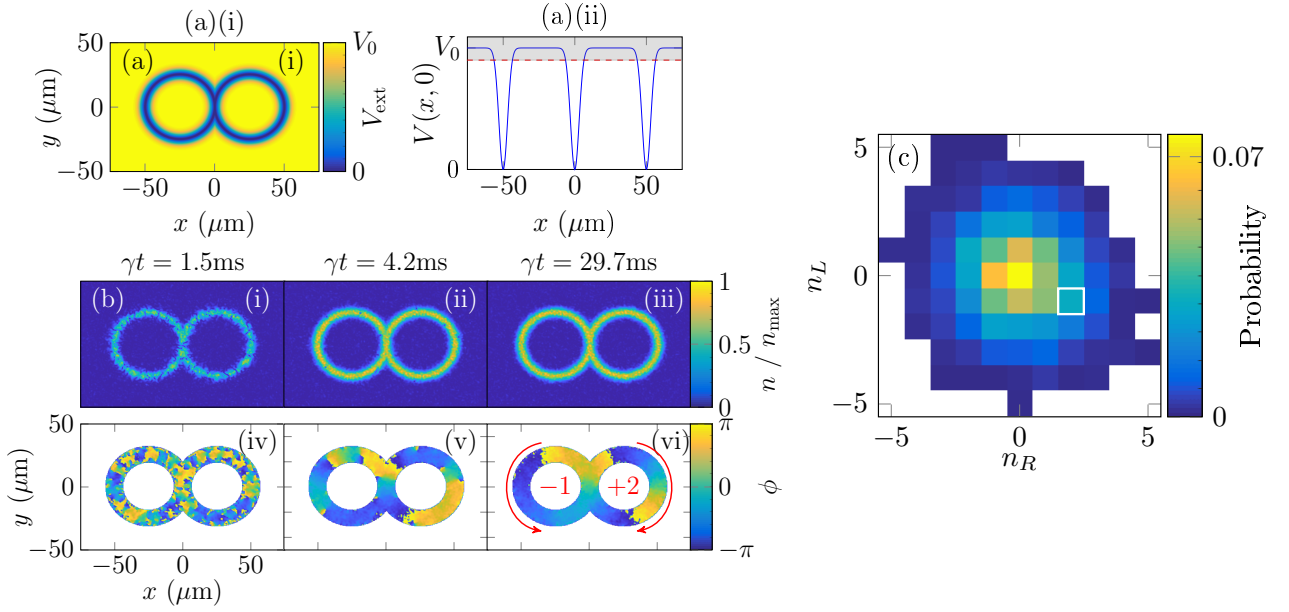 (a)(i)
50
0
−50
y (μm)
(a)
(i)
−50
0
50
x (μm)
V0
0
Vext
(a)(ii)
V0
0
V(x, 0)
−50
0
50
x (μm)
γt = 1.5ms
γt = 4.2ms
γt = 29.7ms
(b)
(i)
(ii)
(iii)
1
0.5
0
n / nmax
50
0
−50
y (μm)
(iv)
(v)
(vi)
−1
+2
π
0
−π
ϕ
−50
0
50
x (μm)
(c)
5
0
−5
nL
−5
0
5
nR
0.07
0
Probability